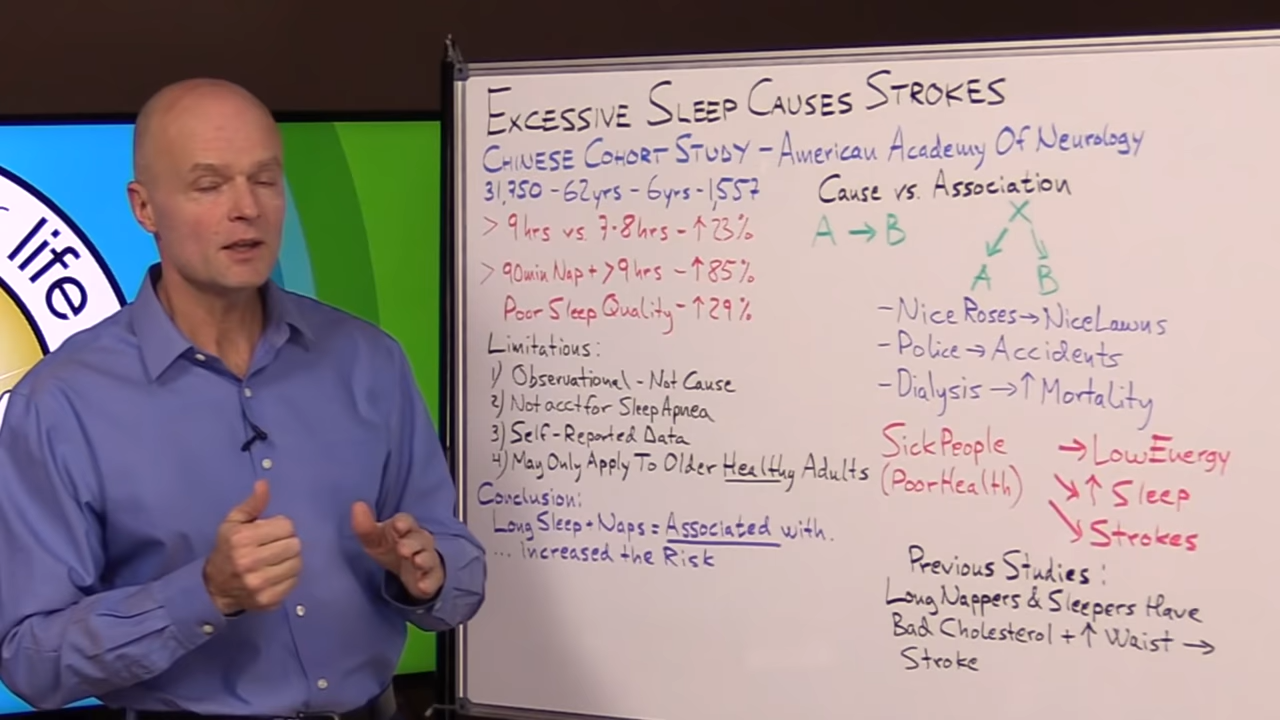 life
EXCESSIVE SLEEP CAUSES STROKES
CHINESE COHORT STUDY - American Academy Of Neurology
31,750 - 62yrs - 6yrs - 1,557
> 9hrs vs. 7-8hrs - ↑23%
> 90min Nap + >9hrs - ↑85%
Poor Sleep Quality - ↑29%
Limitations:
1) Observational - Not Cause
2) Not acct for Sleep Apnea
3) Self-Reported Data
4) May Only Apply To Older Healthy Adults
Conclusion:
Long Sleep + Naps = Associated with.
... Increased the Risk
Cause vs. Association
A → B
X
A B
- Nice Roses → Nice Lawns
- Police → Accidents
- Dialysis → ↑ Mortality
Sick People → Low Energy
(Poor Health) ↘ ↑ Sleep
↘ Strokes
Previous Studies:
Long Nappers & Sleepers Have
Bad Cholesterol + ↑ Waist →
Stroke